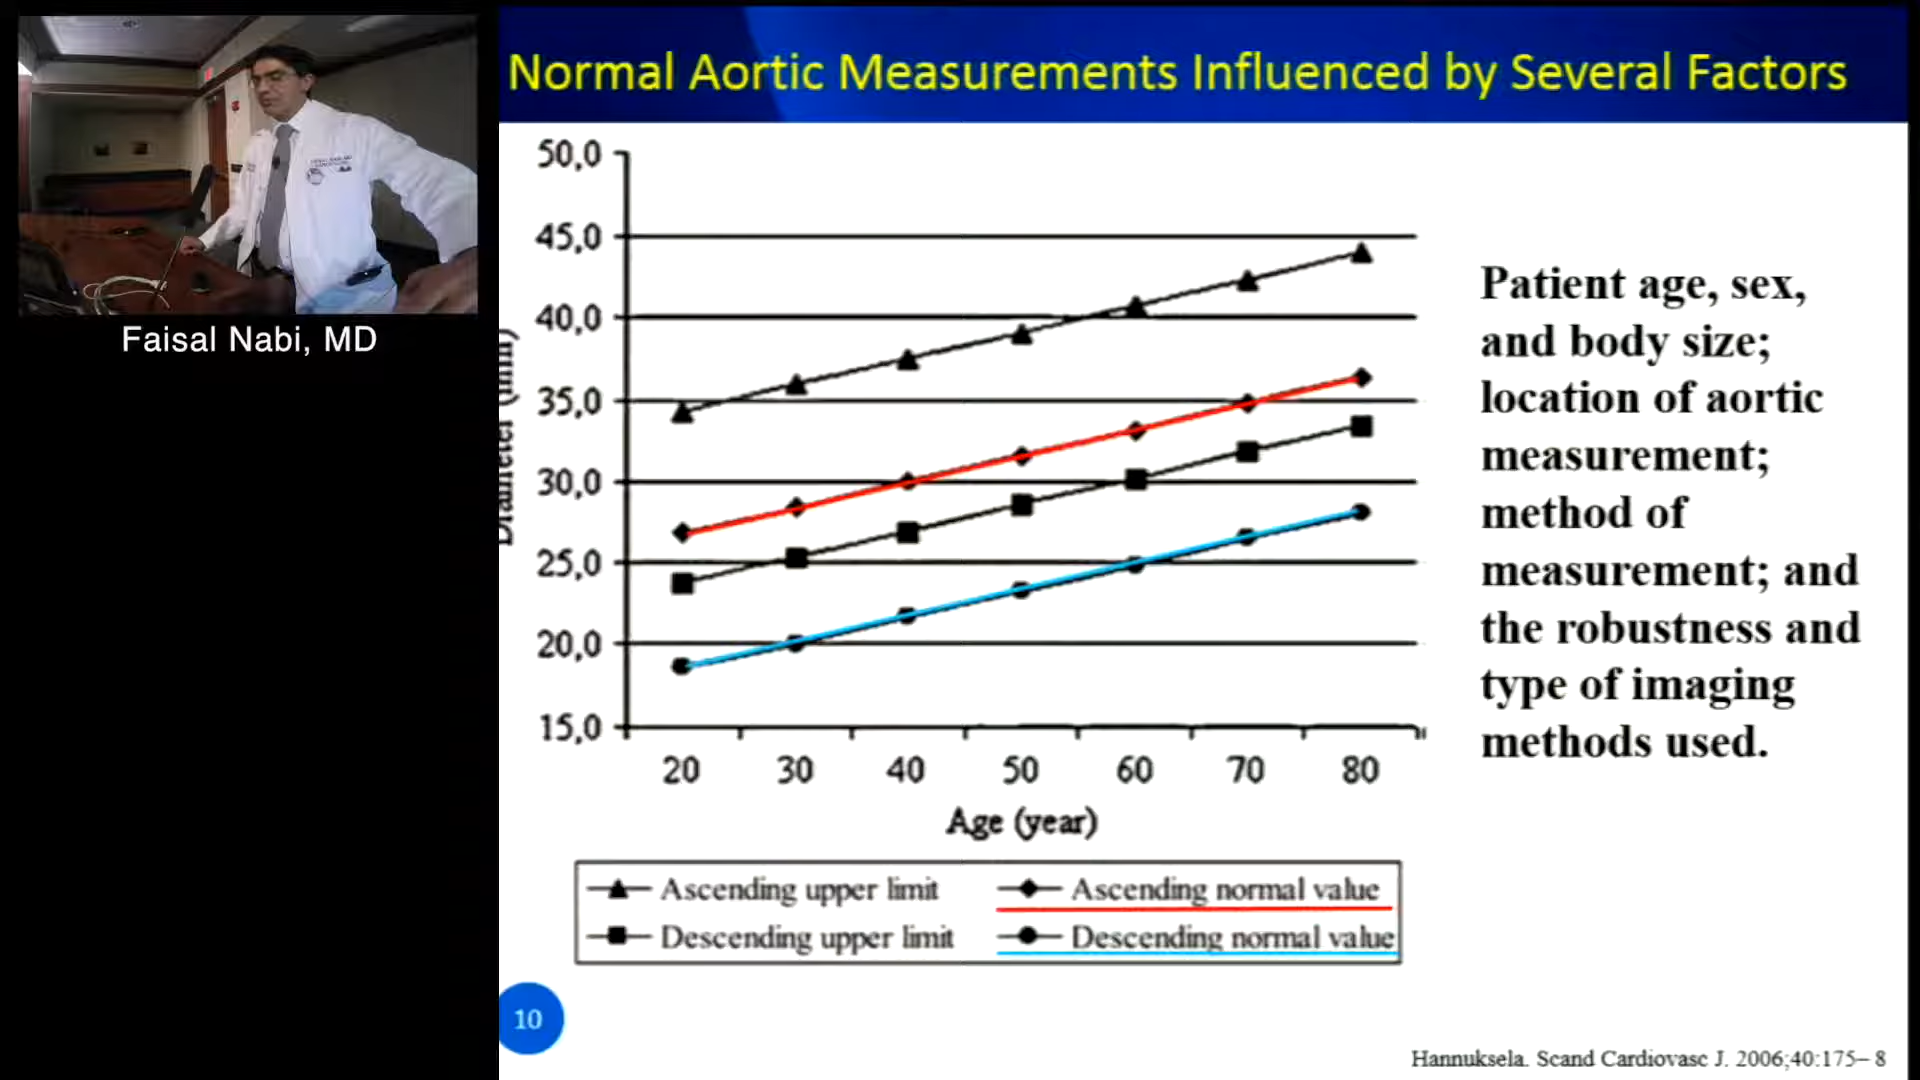 Normal Aortic Measurements Influenced by Several Factors
Faisal Nabi, MD
50,0
45,0
40,0
35,0
30,0
25,0
20,0
15,0
Diameter (mm)
20 30 40 50 60 70 80
Age (year)
Ascending upper limit
Ascending normal value
Descending upper limit
Descending normal value
Patient age, sex,
and body size;
location of aortic
measurement;
method of
measurement; and
the robustness and
type of imaging
methods used.
10
Hannuksela. Scand Cardiovasc J. 2006;40:175– 8